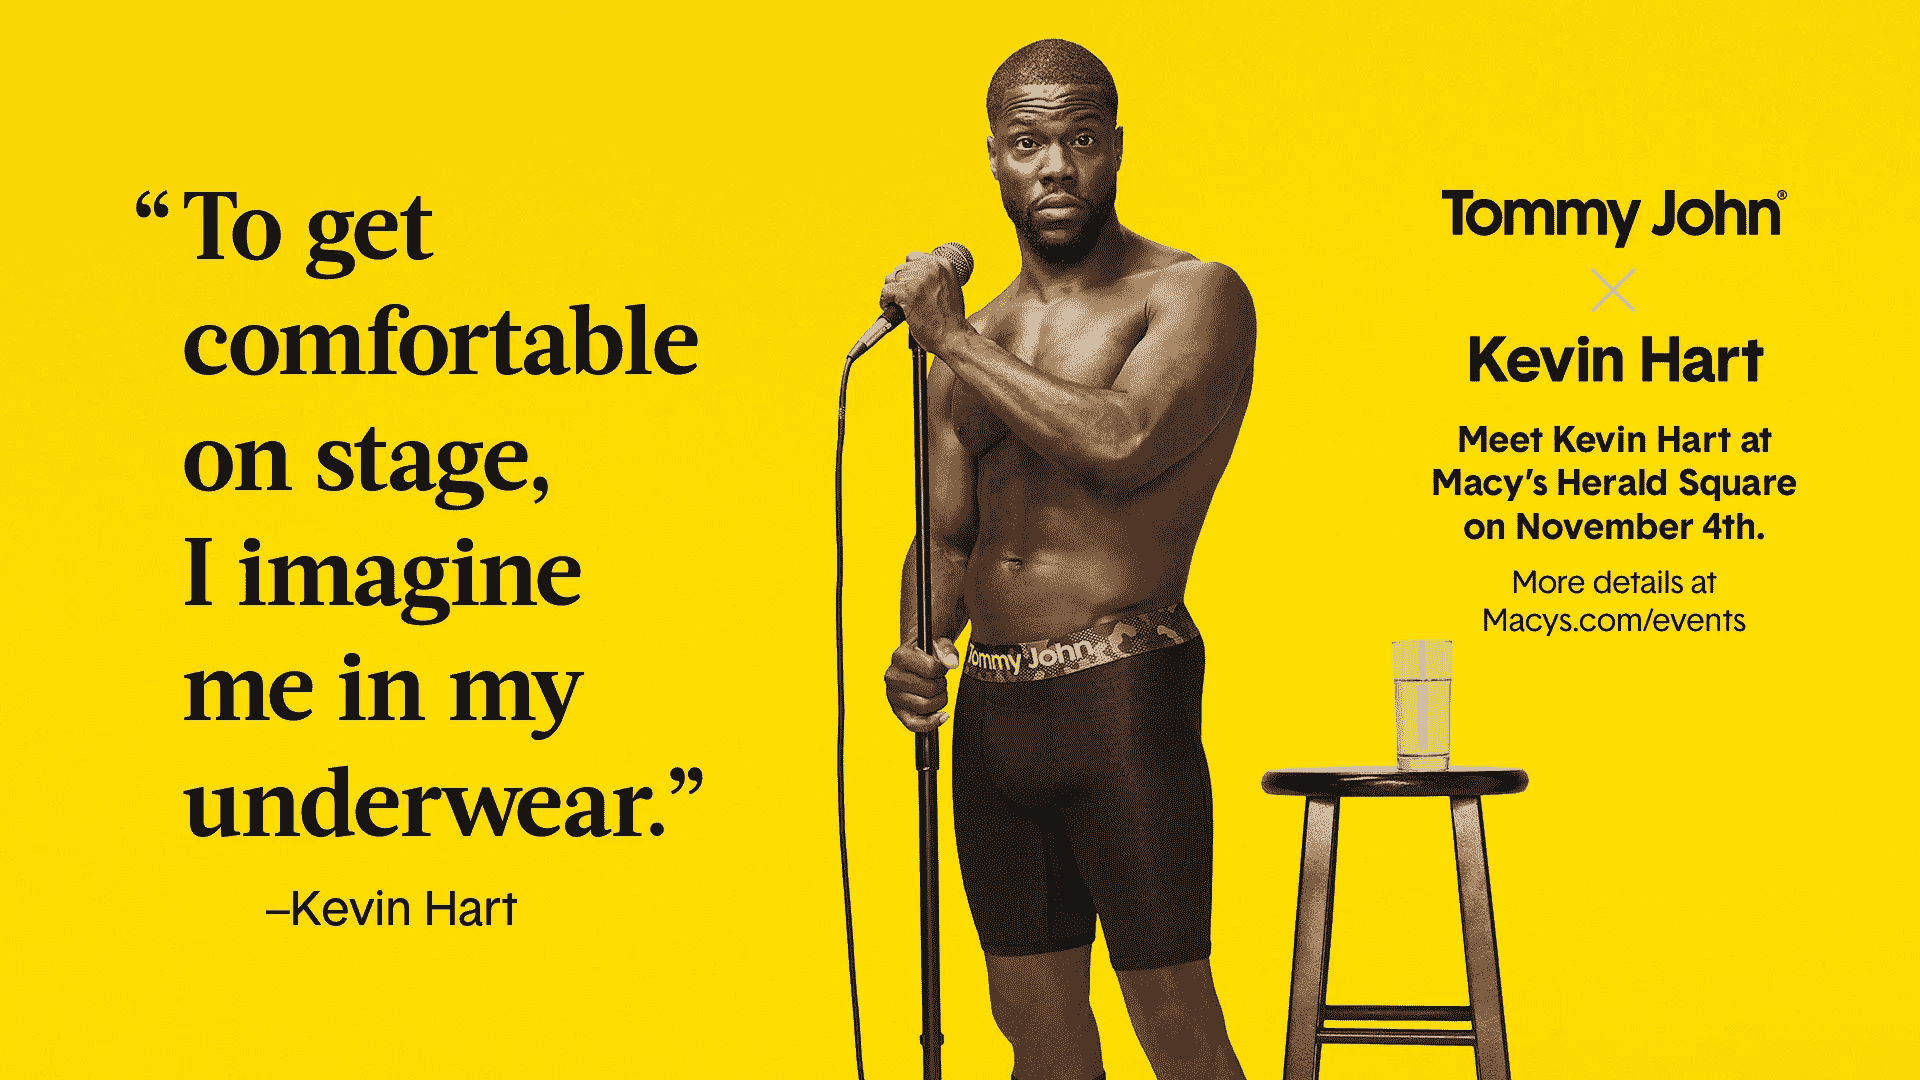 “To get
comfortable
on stage,
I imagine
me in my
underwear.”
–Kevin Hart
Tommy John
Tommy John®
×
Kevin Hart
Meet Kevin Hart at
Macy’s Herald Square
on November 4th.
More details at
Macys.com/events